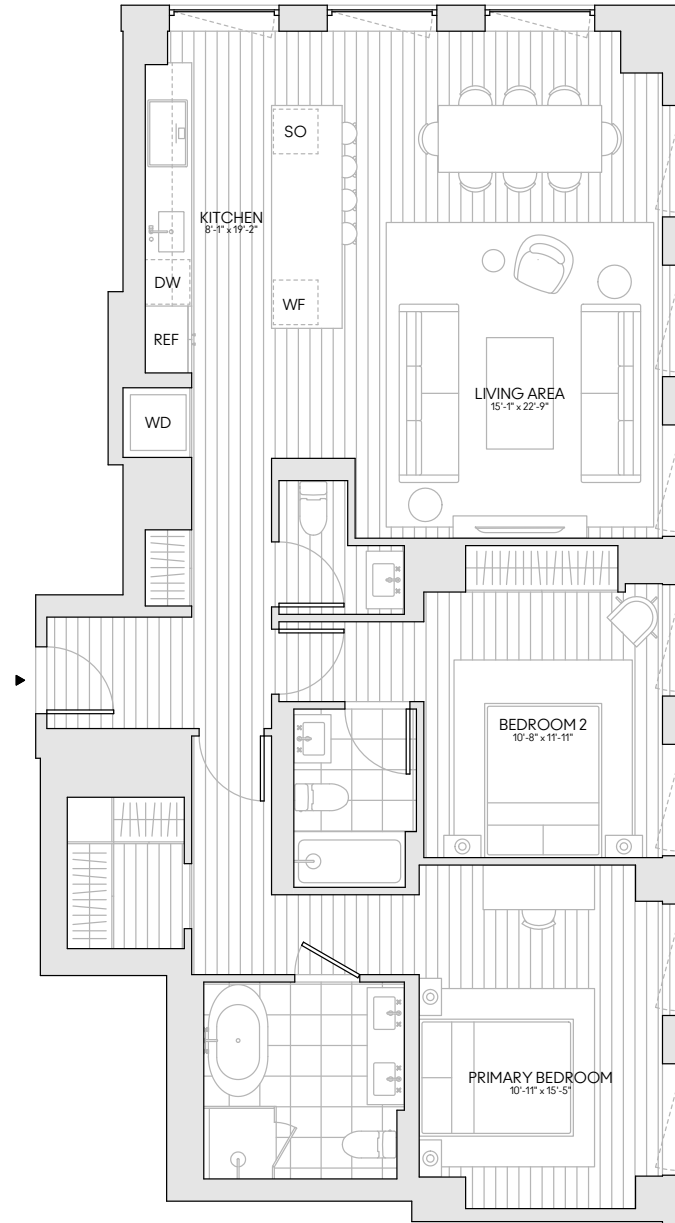 SO
KITCHEN
8'-1" x 19'-2"
DW
WF
REF
LIVING AREA
15'-1" x 22'-9"
WD
BEDROOM 2
10'-8" x 11'-11"
PRIMARY BEDROOM
10'-11" x 15'-5"